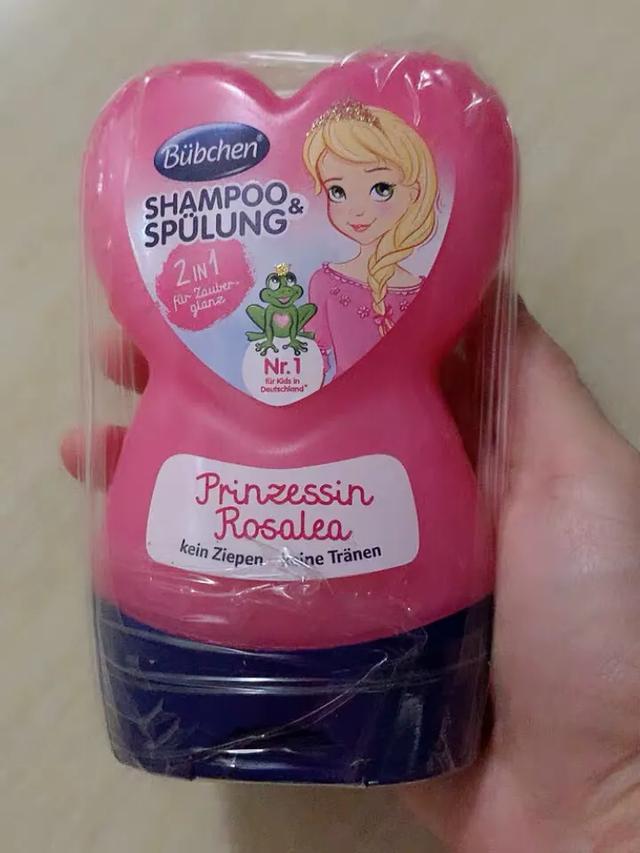 Bübchen
SHAMPOO &
SPÜLUNG
2 IN 1
für Zauber-
glanz
Nr. 1
für Kids in
Deutschland*
Prinzessin
Rosalea
kein Ziepen keine Tränen